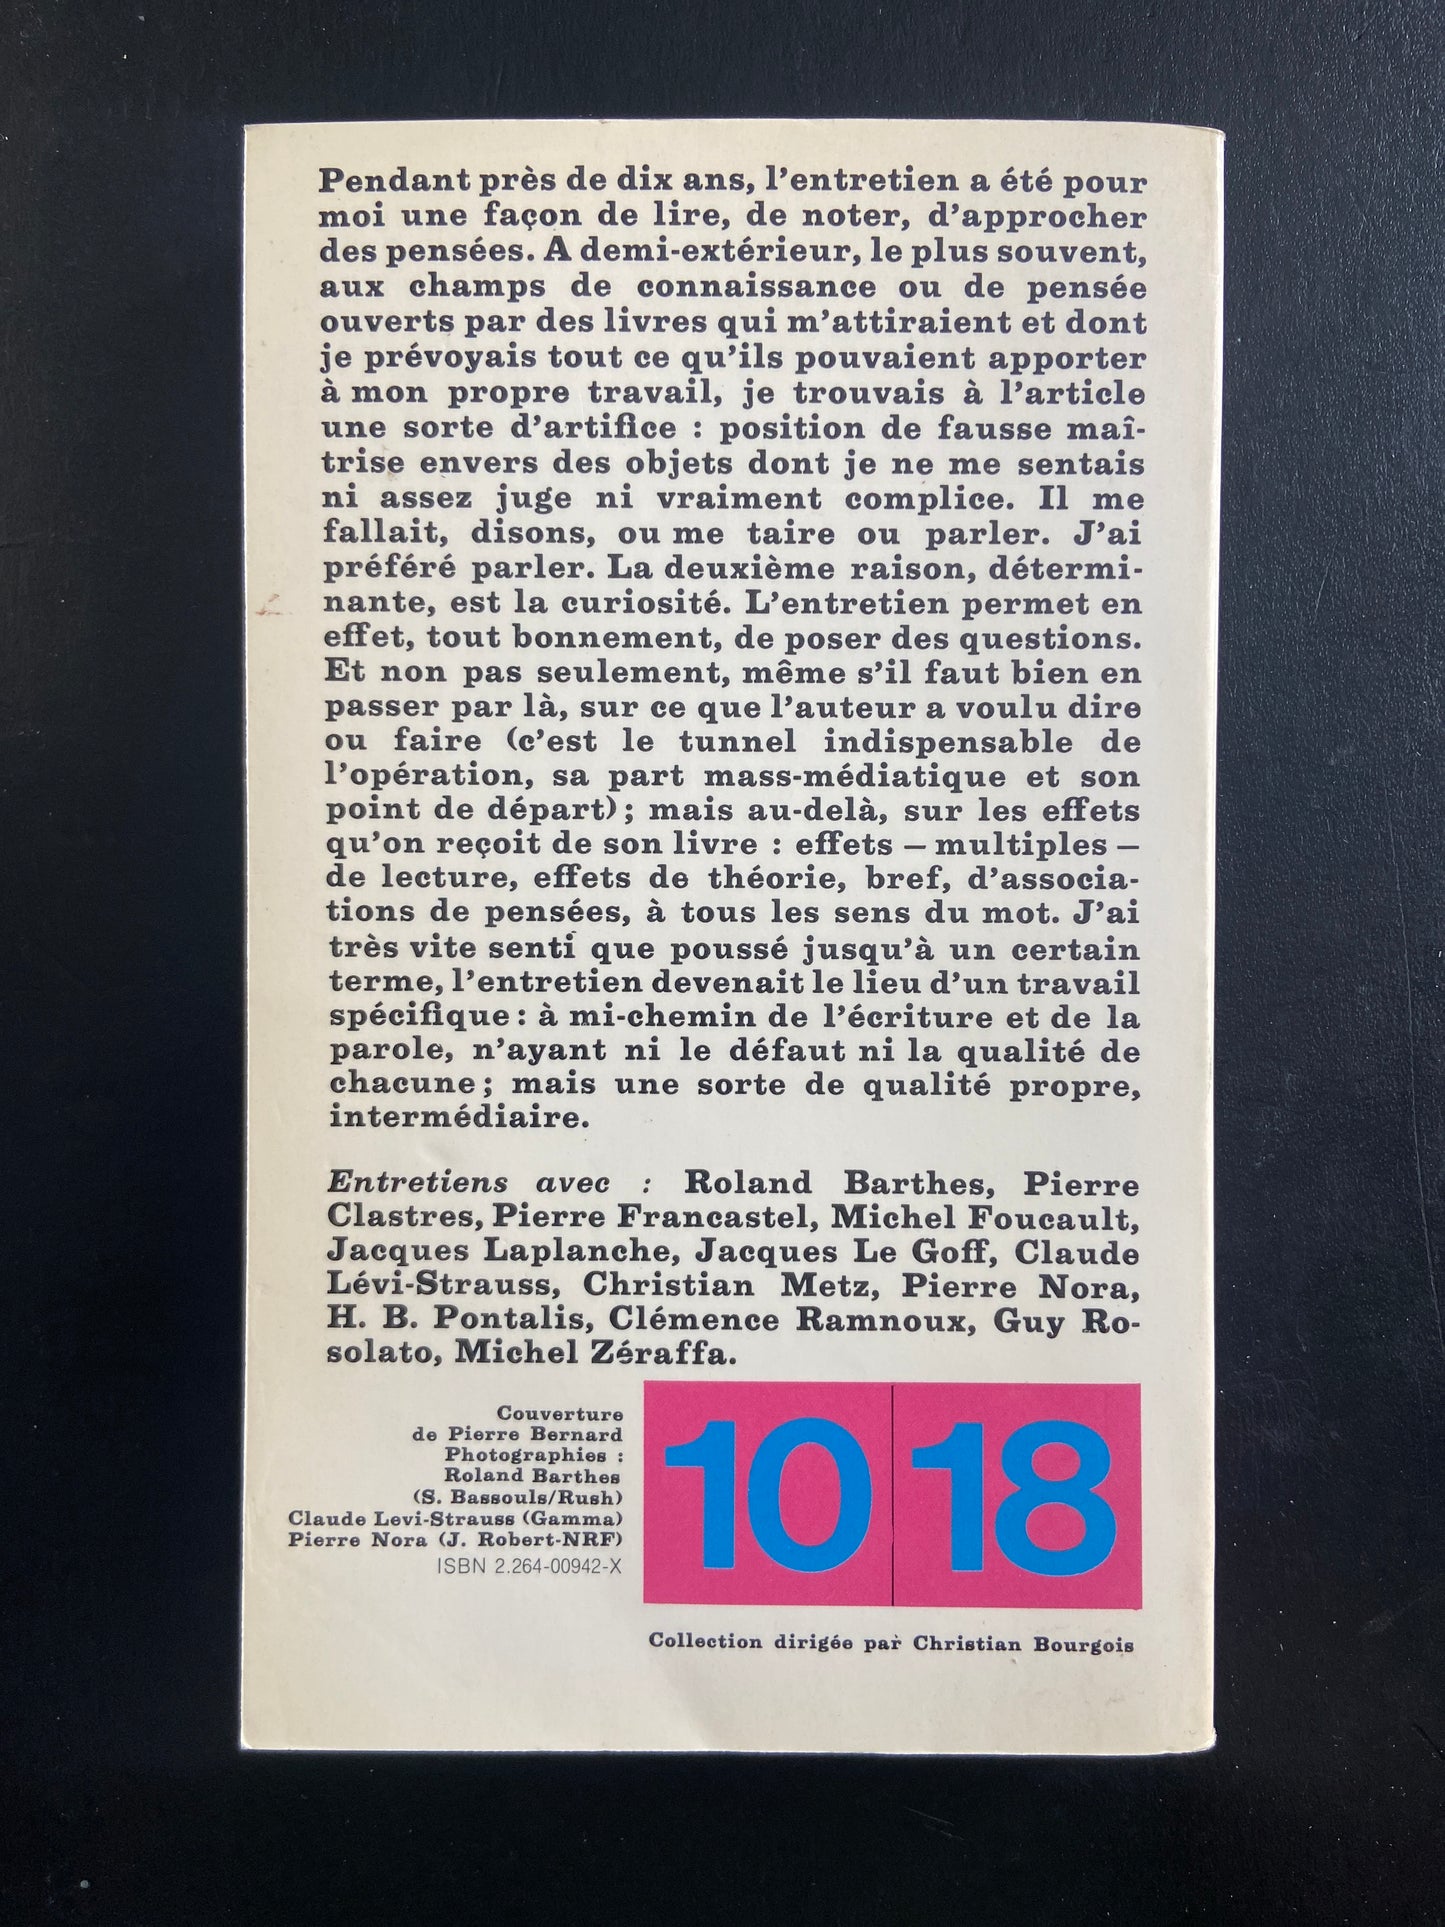 Pendant près de dix ans, l'entretien a été pour
moi une façon de lire, de noter, d'approcher
des pensées. A demi-extérieur, le plus souvent,
aux champs de connaissance ou de pensée
ouverts par des livres qui m'attiraient et dont
je prévoyais tout ce qu'ils pouvaient apporter
à mon propre travail, je trouvais à l'article
une sorte d'artifice : position de fausse maî-
trise envers des objets dont je ne me sentais
ni assez juge ni vraiment complice. Il me
fallait, disons, ou me taire ou parler. J'ai
préféré parler. La deuxième raison, détermi-
nante, est la curiosité. L'entretien permet en
effet, tout bonnement, de poser des questions.
Et non pas seulement, même s'il faut bien en
passer par là, sur ce que l'auteur a voulu dire
ou faire (c'est le tunnel indispensable de
l'opération, sa part mass-médiatique et son
point de départ) ; mais au-delà, sur les effets
qu'on reçoit de son livre : effets — multiples —
de lecture, effets de théorie, bref, d'associa-
tions de pensées, à tous les sens du mot. J'ai
très vite senti que poussé jusqu'à un certain
terme, l'entretien devenait le lieu d'un travail
spécifique : à mi-chemin de l'écriture et de la
parole, n'ayant ni le défaut ni la qualité de
chacune ; mais une sorte de qualité propre,
intermédiaire.
Entretiens avec : Roland Barthes, Pierre
Clastres, Pierre Francastel, Michel Foucault,
Jacques Laplanche, Jacques Le Goff, Claude
Lévi-Strauss, Christian Metz, Pierre Nora,
H. B. Pontalis, Clémence Ramnoux, Guy Ro-
solato, Michel Zéraffa.
Couverture
de Pierre Bernard
Photographies :
Roland Barthes
(S. Bassouls/Rush)
Claude Levi-Strauss (Gamma)
Pierre Nora (J. Robert-NRF)
ISBN 2.264-00942-X
10 18
Collection dirigée par Christian Bourgois